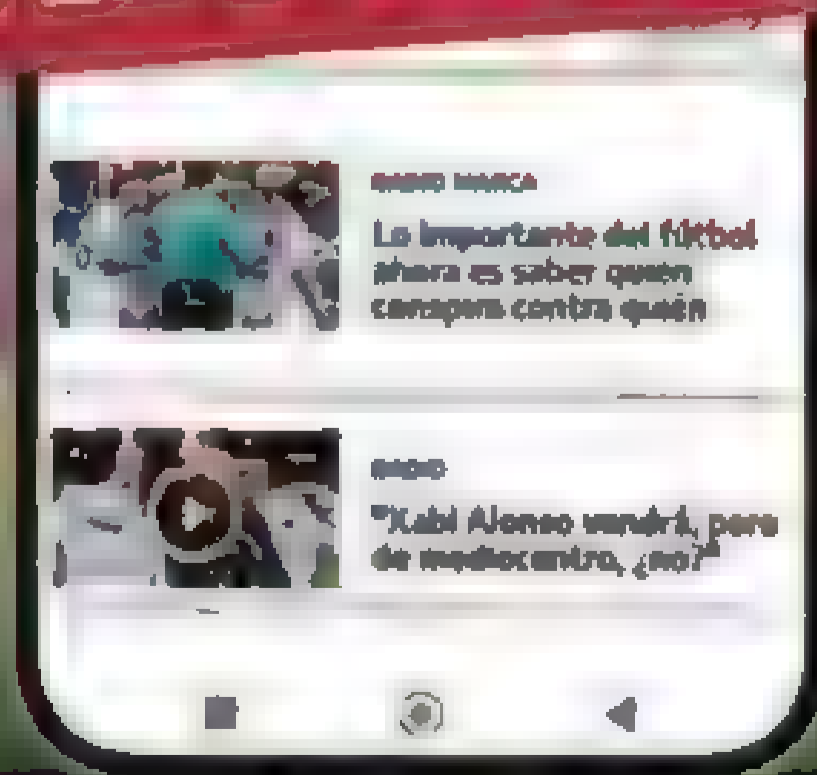 RADIO MARCA
Lo importante del fútbol
ahora es saber quién
conspira contra quién
RADIO
"Xabi Alonso vendrá, pero
de mediocentro, ¿no?"